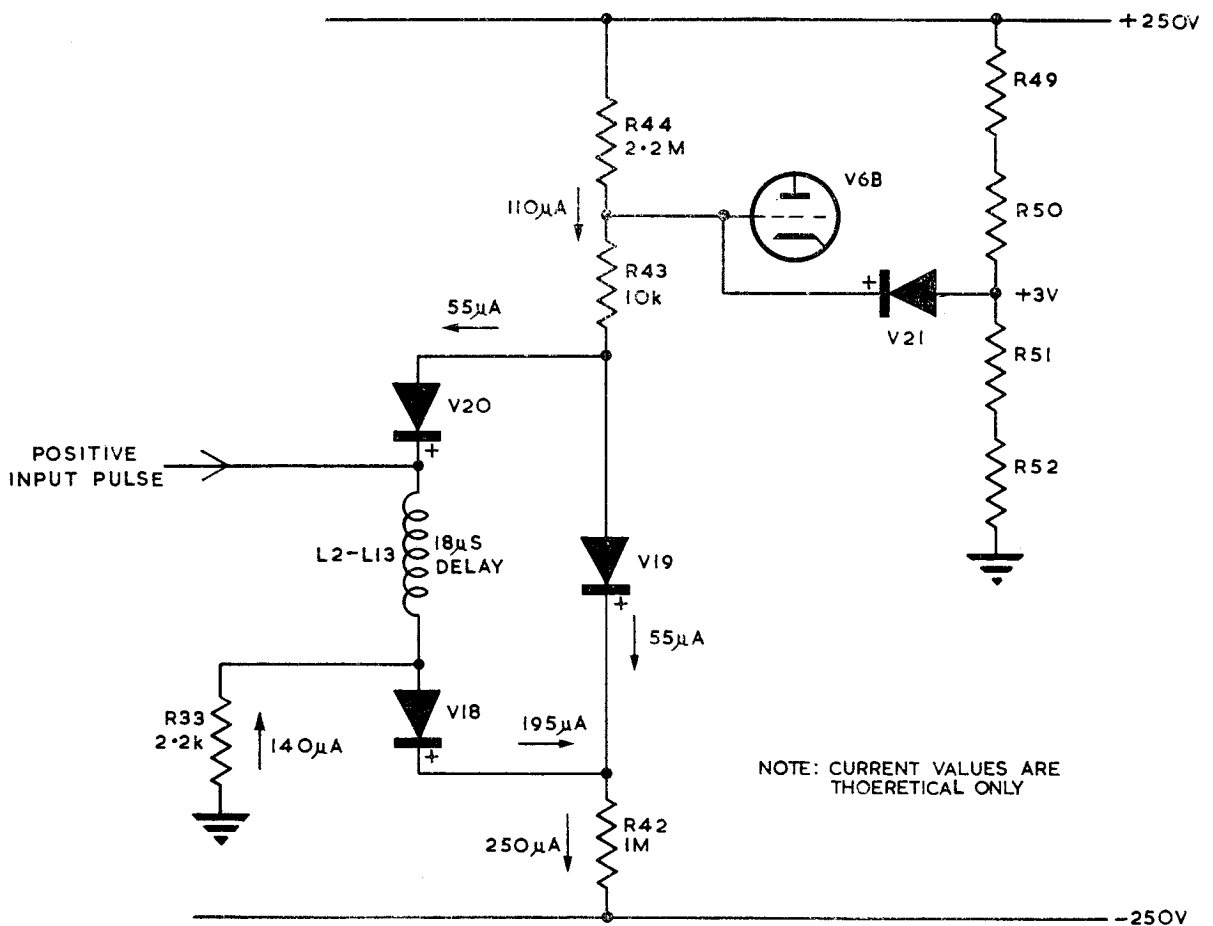 +250V
R49
R44
2·2M
V6B
110µA
R50
R43
10k
+
+3V
V21
55µA
R51
V20
+
POSITIVE
INPUT PULSE
R52
L2-L13
18µS
DELAY
V19
+
55µA
R33
2·2k
140µA
V18
+
195µA
NOTE: CURRENT VALUES ARE
THOERETICAL ONLY
250µA
R42
1M
-250V